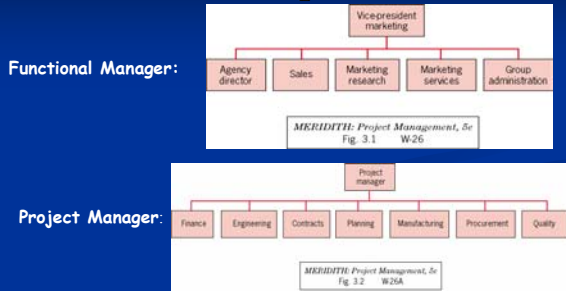 Vice-president
marketing
Functional Manager:
Agency
director
Sales
Marketing
research
Marketing
services
Group
administration
MERIDITH: Project Management, 5e
Fig. 3.1 W-26
Project
manager
Project Manager:
Finance
Engineering
Contracts
Planning
Manufacturing
Procurement
Quality
MERIDITH: Project Management, 5e
Fig. 3.2 W-26A